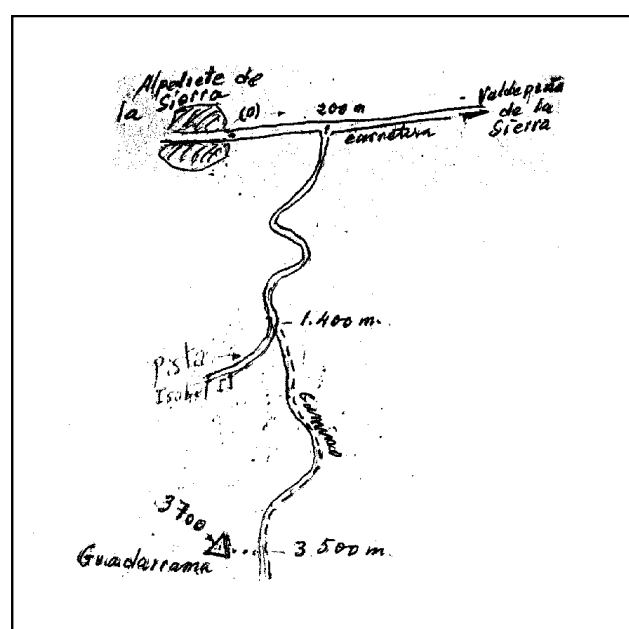 Alpedrete de
la Sierra
(0)
200 m
Valdepeñas
de la
Sierra
carretera
1.400 m.
pista
Isabel II
Camino
3700
Guadarrama
3.500 m.